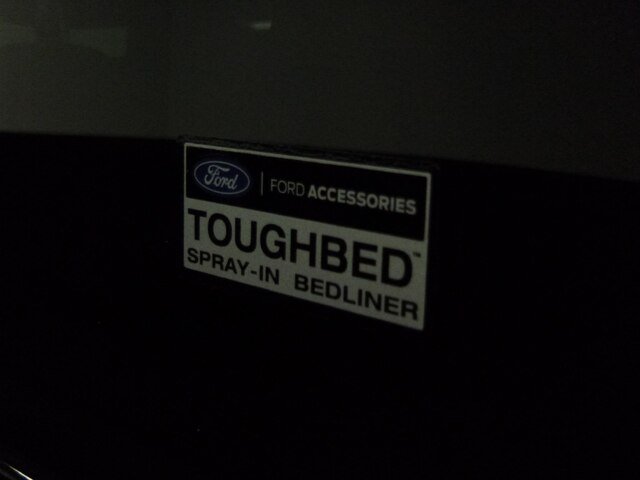 Ford | FORD ACCESSORIES
TOUGHBED™
SPRAY-IN BEDLINER